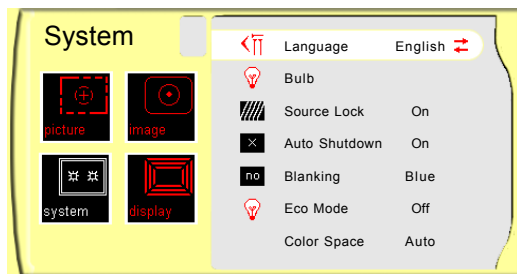 System
picture
image
system
display
Language English
Bulb
Source Lock On
Auto Shutdown On
no Blanking Blue
Eco Mode Off
Color Space Auto